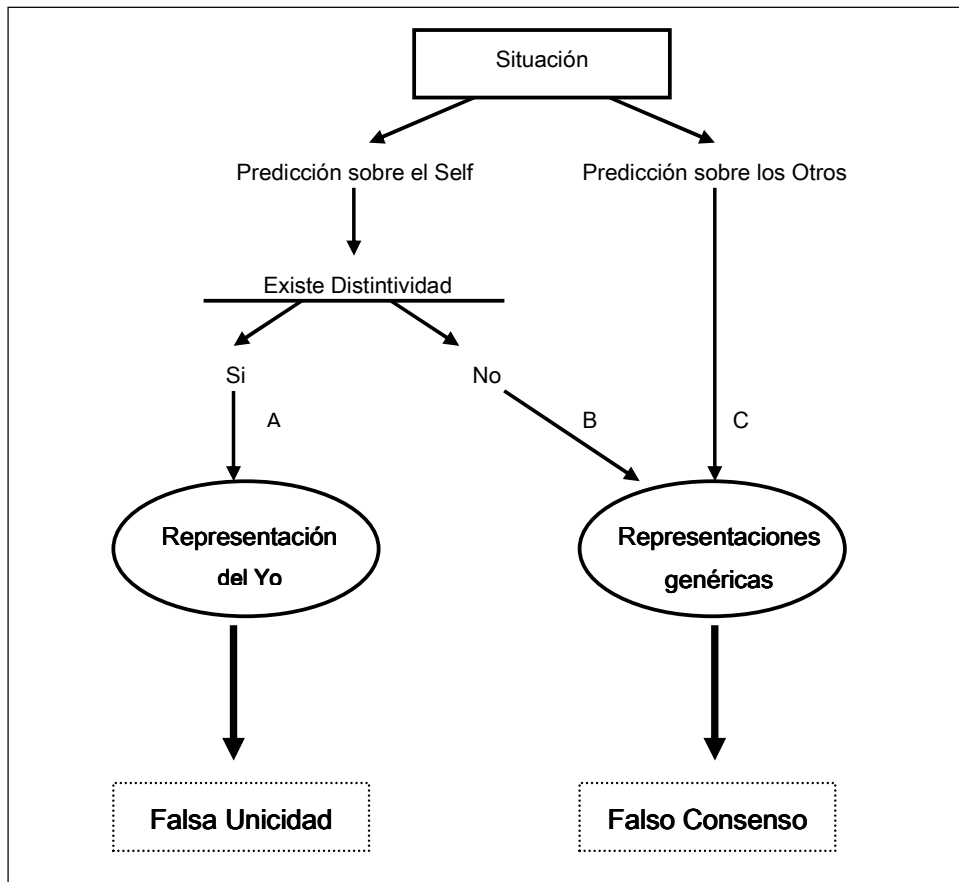 Situación
Predicción sobre el Self
Predicción sobre los Otros
Existe Distintividad
Si
No
A
B
C
Representación
del Yo
Representaciones
genéricas
Falsa Unicidad
Falso Consenso